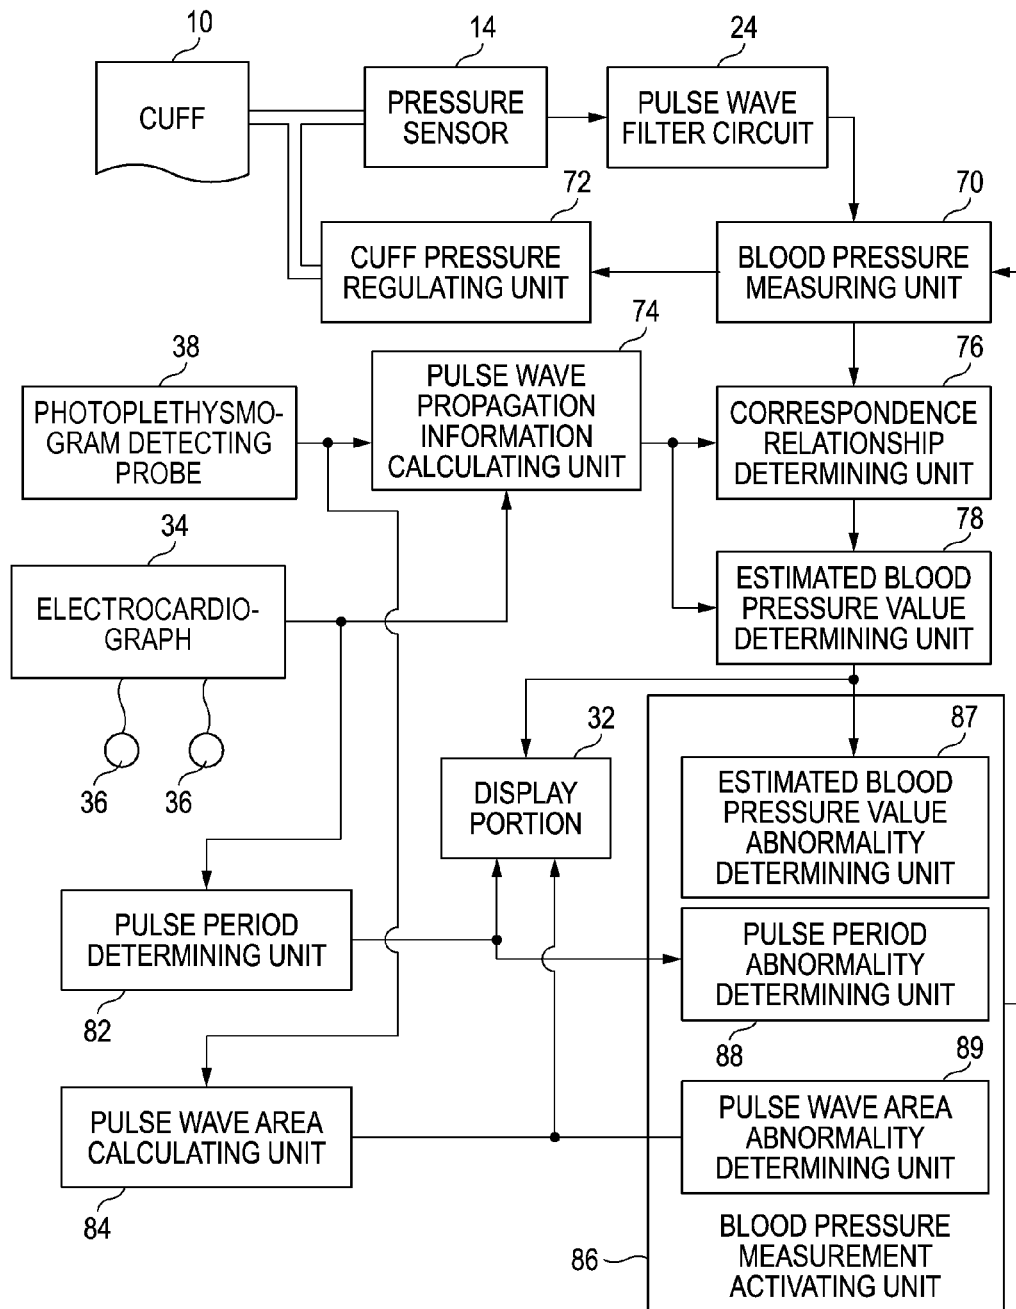 10
14
24
CUFF
PRESSURE
SENSOR
PULSE WAVE
FILTER CIRCUIT
72
70
CUFF PRESSURE
REGULATING UNIT
BLOOD PRESSURE
MEASURING UNIT
38
74
76
PHOTOPLETHYSMO-
GRAM DETECTING
PROBE
PULSE WAVE
PROPAGATION
INFORMATION
CALCULATING UNIT
CORRESPONDENCE
RELATIONSHIP
DETERMINING UNIT
34
78
ELECTROCARDIO-
GRAPH
ESTIMATED BLOOD
PRESSURE VALUE
DETERMINING UNIT
36
36
32
87
DISPLAY
PORTION
ESTIMATED BLOOD
PRESSURE VALUE
ABNORMALITY
DETERMINING UNIT
PULSE PERIOD
DETERMINING UNIT
82
PULSE PERIOD
ABNORMALITY
DETERMINING UNIT
88
89
PULSE WAVE AREA
CALCULATING UNIT
84
PULSE WAVE AREA
ABNORMALITY
DETERMINING UNIT
86
BLOOD PRESSURE
MEASUREMENT
ACTIVATING UNIT